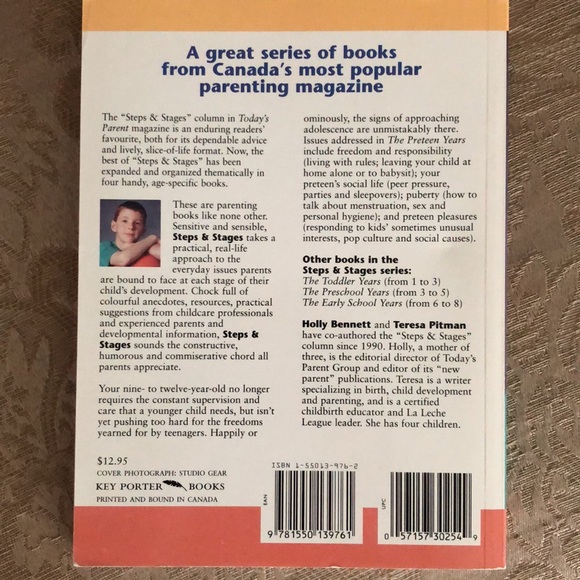 A great series of books
from Canada's most popular
parenting magazine
The "Steps & Stages" column in Today's
Parent magazine is an enduring readers'
favourite, both for its dependable advice
and lively, slice-of-life format. Now, the
best of "Steps & Stages" has been
expanded and organized thematically in
four handy, age-specific books.
These are parenting
books like none other.
Sensitive and sensible,
Steps & Stages takes a
practical, real-life
approach to the
everyday issues parents
are bound to face at each stage of their
child's development. Chock full of
colourful anecdotes, resources, practical
suggestions from childcare professionals
and experienced parents and
developmental information, Steps &
Stages sounds the constructive,
humorous and commiserative chord all
parents appreciate.
Your nine- to twelve-year-old no longer
requires the constant supervision and
care that a younger child needs, but isn't
yet pushing too hard for the freedoms
yearned for by teenagers. Happily or
ominously, the signs of approaching
adolescence are unmistakably there.
Issues addressed in The Preteen Years
include freedom and responsibility
(living with rules; leaving your child at
home alone or to babysit); your
preteen's social life (peer pressure,
parties and sleepovers); puberty (how to
talk about menstruation, sex and
personal hygiene); and preteen pleasures
(responding to kids' sometimes unusual
interests, pop culture and social causes).
Other books in the
Steps & Stages series:
The Toddler Years (from 1 to 3)
The Preschool Years (from 3 to 5)
The Early School Years (from 6 to 8)
Holly Bennett and Teresa Pitman
have co-authored the "Steps & Stages"
column since 1990. Holly, a mother of
three, is the editorial director of Today's
Parent Group and editor of its "new
parent" publications. Teresa is a writer
specializing in birth, child development
and parenting, and is a certified
childbirth educator and La Leche
League leader. She has four children.
$12.95
COVER PHOTOGRAPH: STUDIO GEAR
KEY PORTER BOOKS
PRINTED AND BOUND IN CANADA
ISBN 1-55013-976-2
EAN
9 781550 139761
UPC
0 57157 30254 9